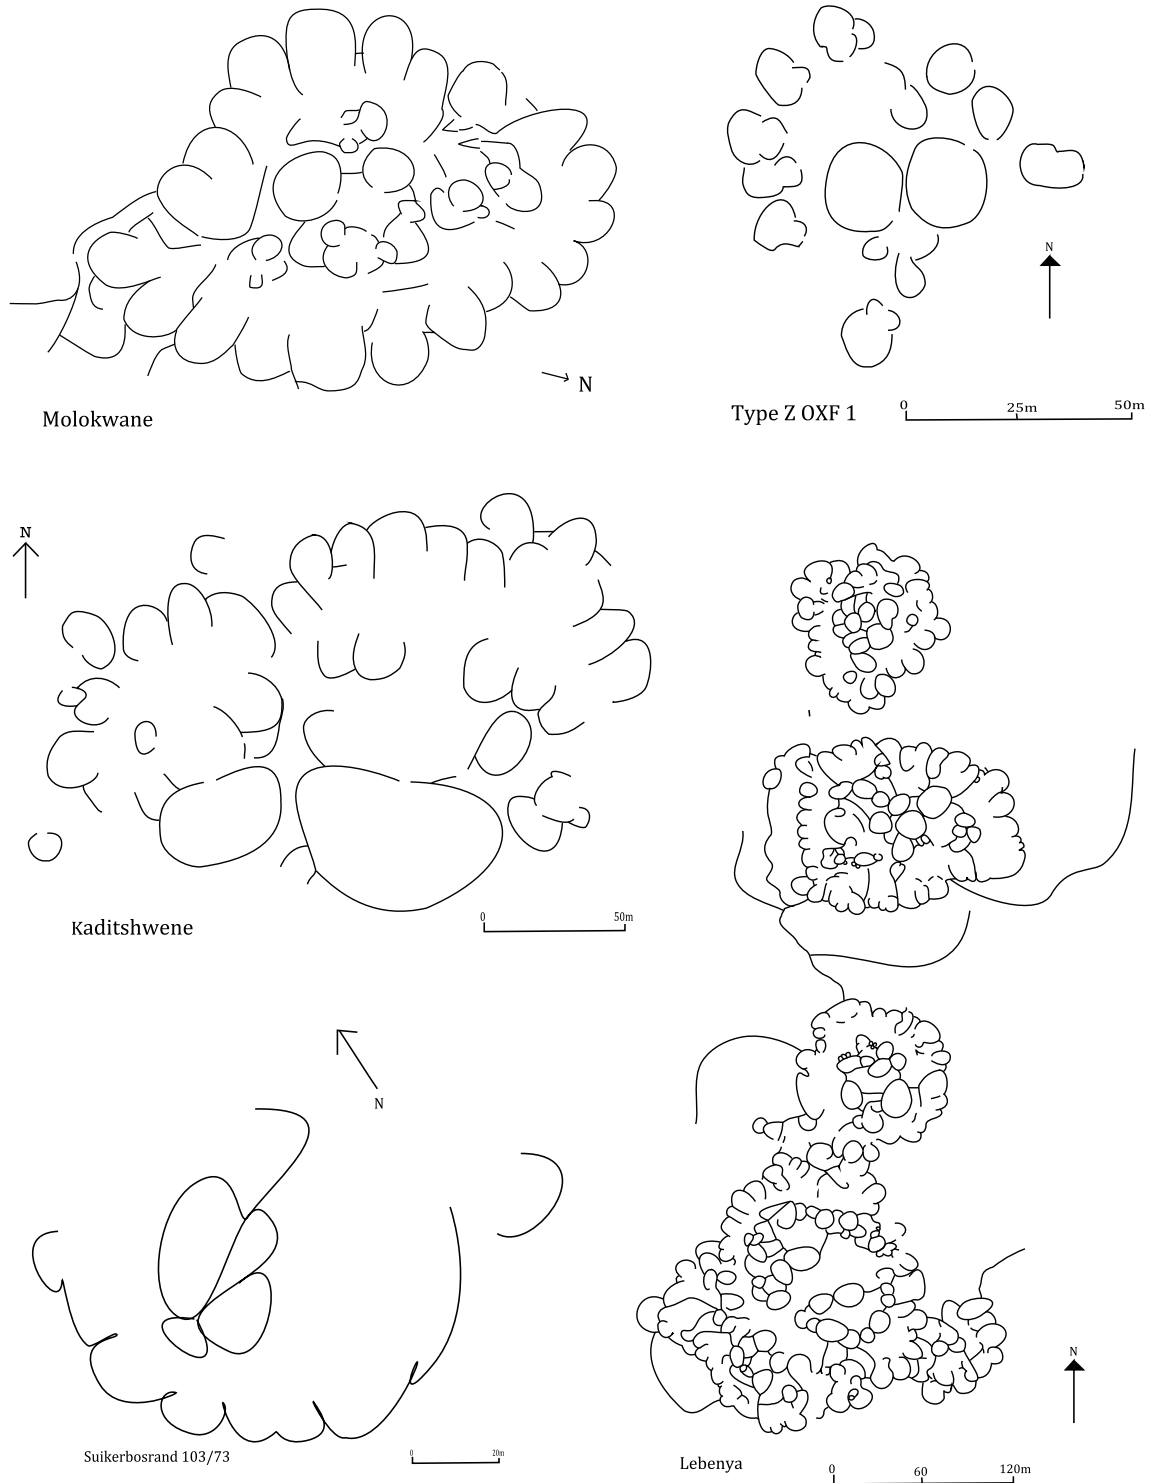 N
Molokwane
N
Type Z OXF 1
0 25m 50m
N
Kaditshwene
0 50m
N
Suikerbosrand 103/73
0 20m
N
Lebenya
0 60 120m